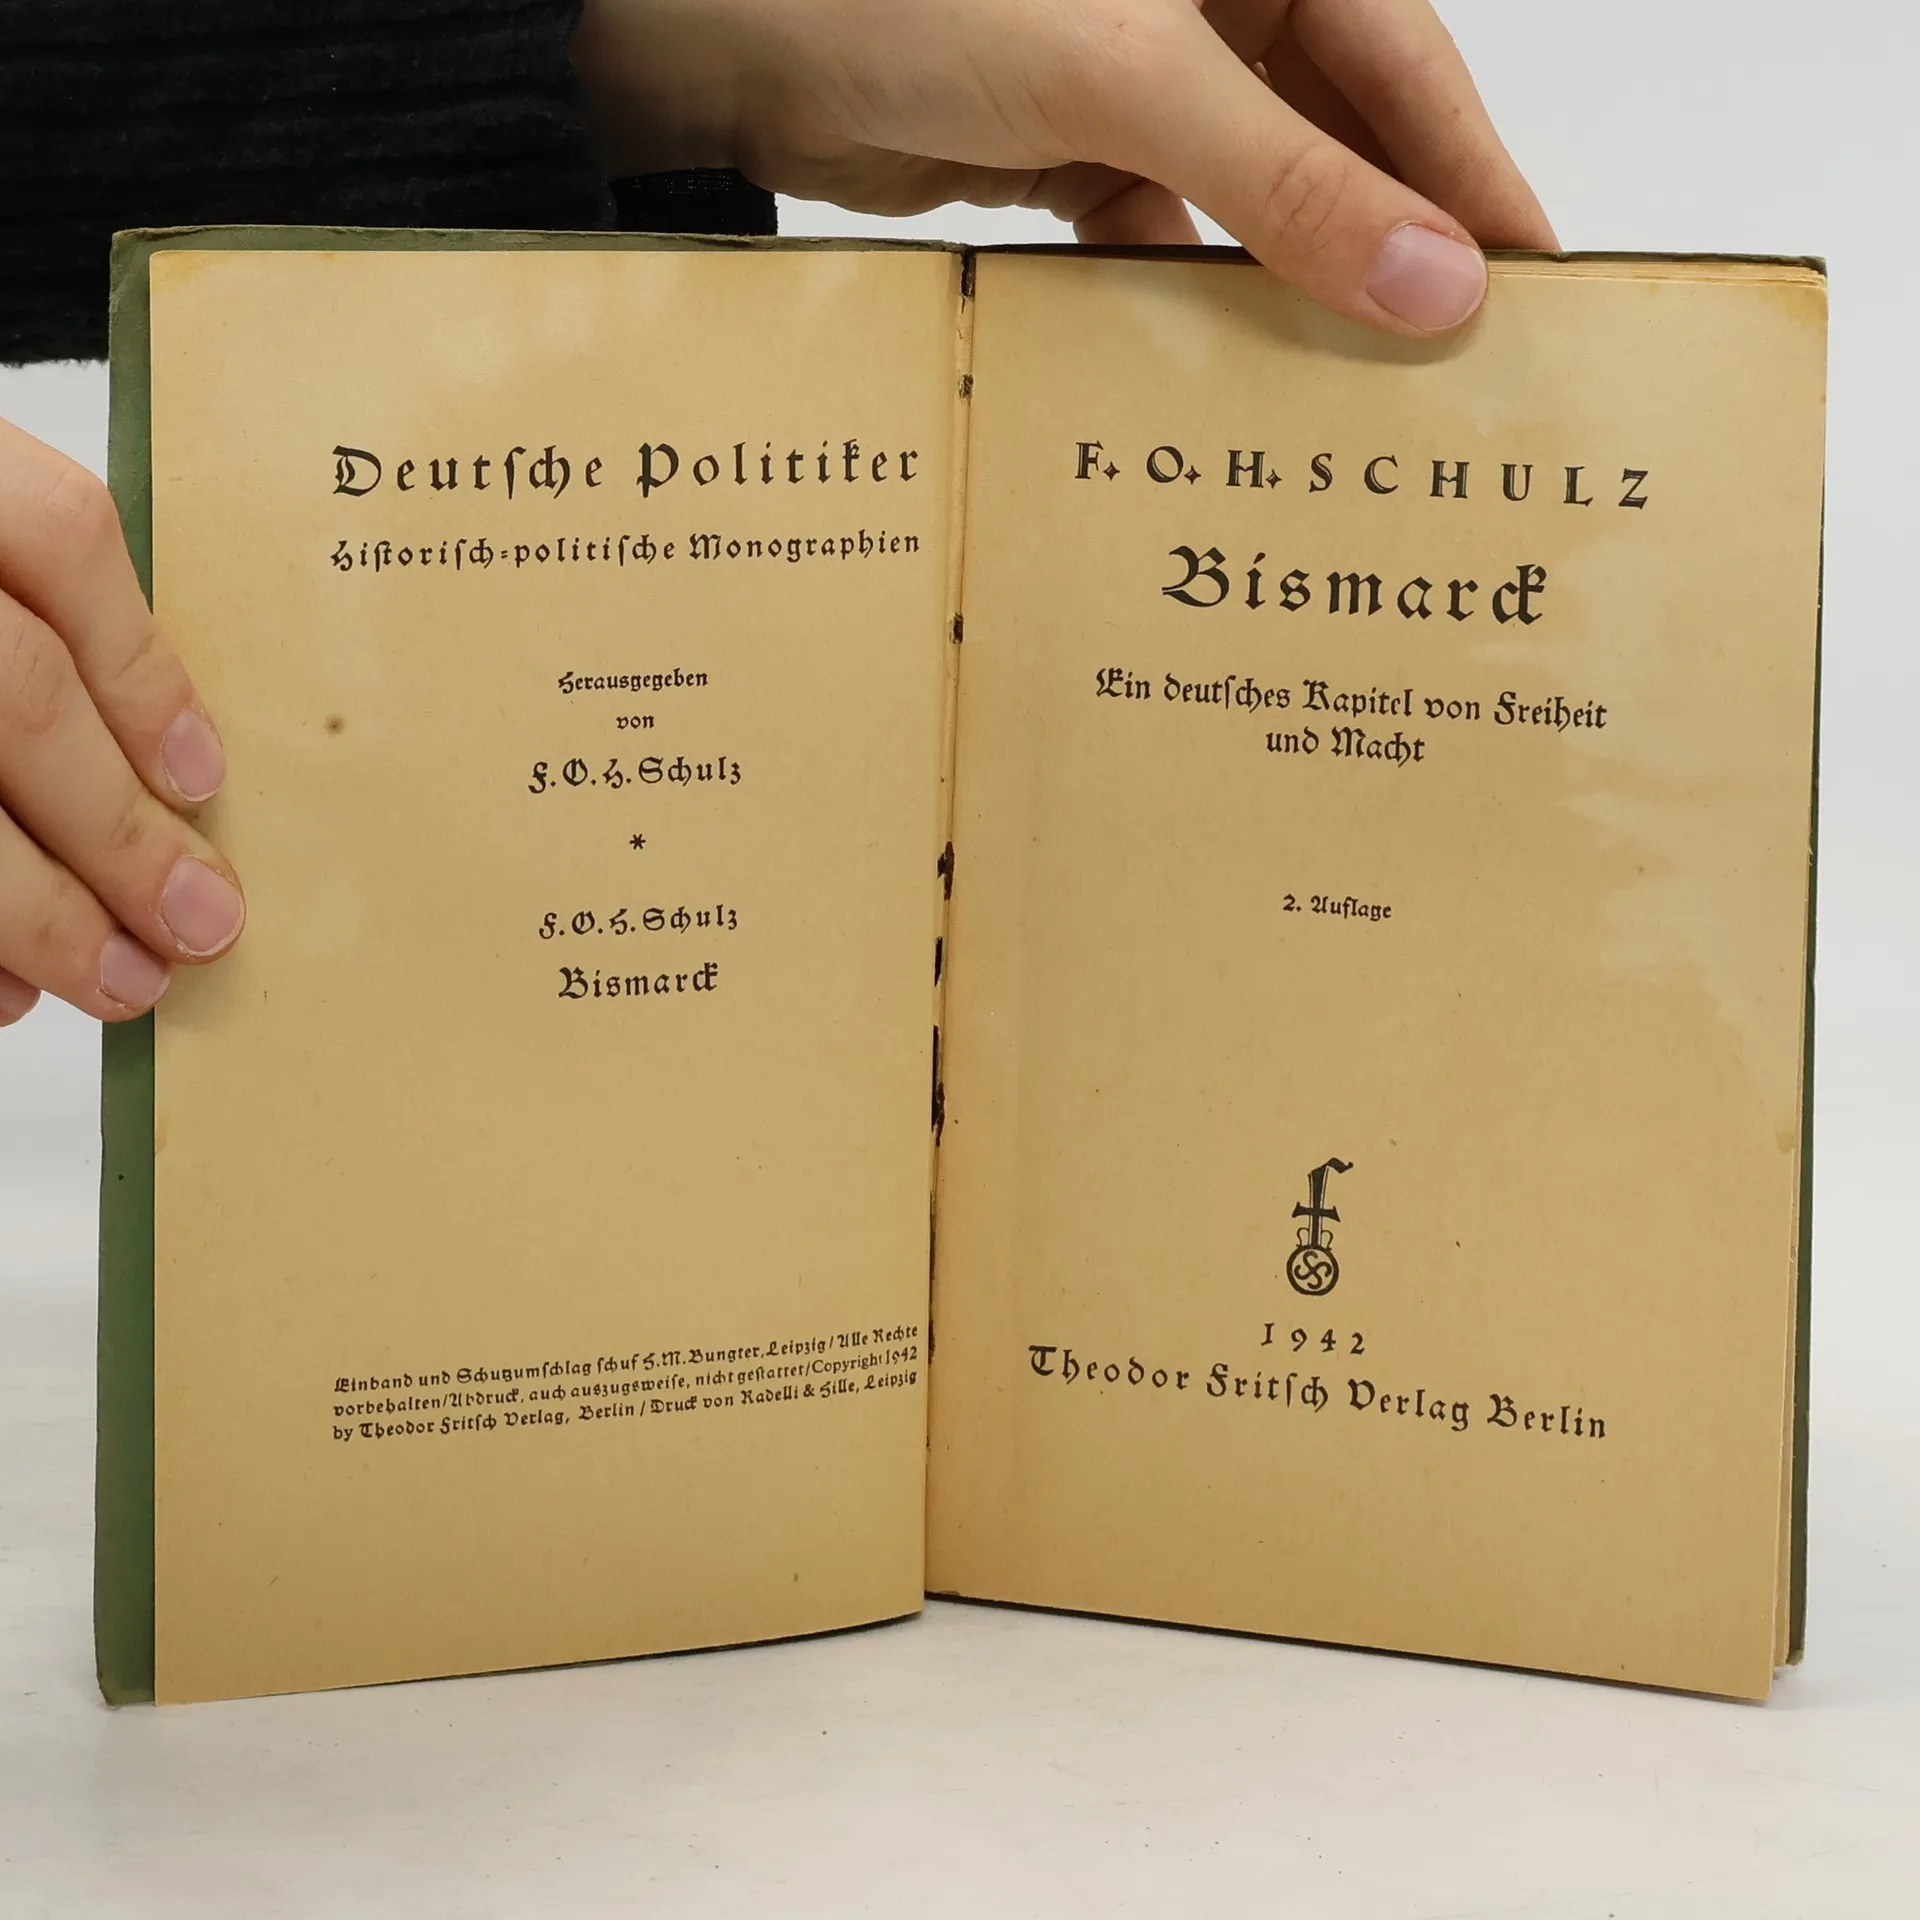 Deutſche Politiker
Hiſtoriſch-politiſche Monographien
Herausgegeben
von
F. O. H. Schulz
*
F. O. H. Schulz
Bismarck
Einband und Schutzumſchlag ſchuf H. M. Bungter, Leipzig / Alle Rechte
vorbehalten / Abdruck, auch auszugsweiſe, nicht geſtattet / Copyright 1942
by Theodor Fritſch Verlag, Berlin / Druck von Radelli & Hille, Leipzig
F. O. H. SCHULZ
Bismarck
Ein deutſches Kapitel von Freiheit
und Macht
2. Auflage
1942
Theodor Fritſch Verlag Berlin